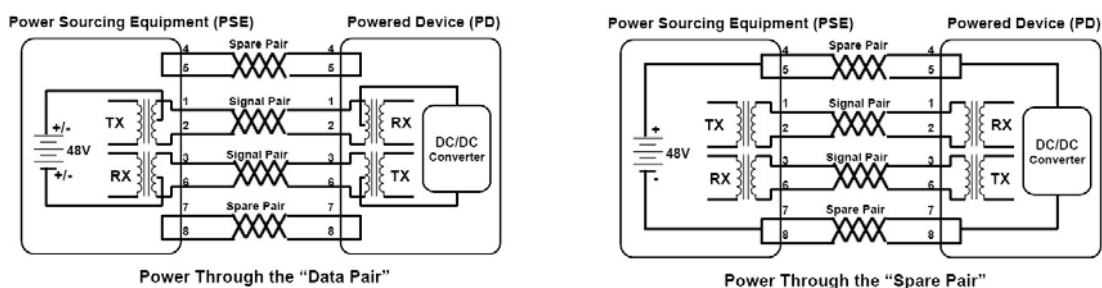 Power Sourcing Equipment (PSE)
Powered Device (PD)
4 Spare Pair 4
5 5
1 Signal Pair 1
TX RX
2 2
+/-
48V
+/-
DC/DC
Converter
3 Signal Pair 3
RX TX
6 6
7 Spare Pair 7
8 8
Power Through the “Data Pair”
Power Sourcing Equipment (PSE)
Powered Device (PD)
4 Spare Pair 4
5 5
1 Signal Pair 1
TX RX
2 2
+
48V
-
DC/DC
Converter
3 Signal Pair 3
RX TX
6 6
7 Spare Pair 7
8 8
Power Through the “Spare Pair”